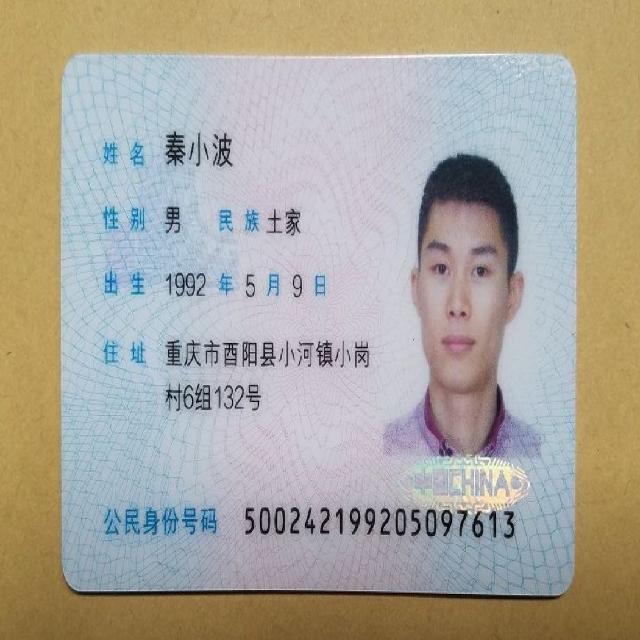 姓名 秦小波
性别 男 民族 土家
出生 1992 年 5 月 9 日
住址 重庆市酉阳县小河镇小岗
村6组132号
中国CHINA
公民身份号码 500242199205097613